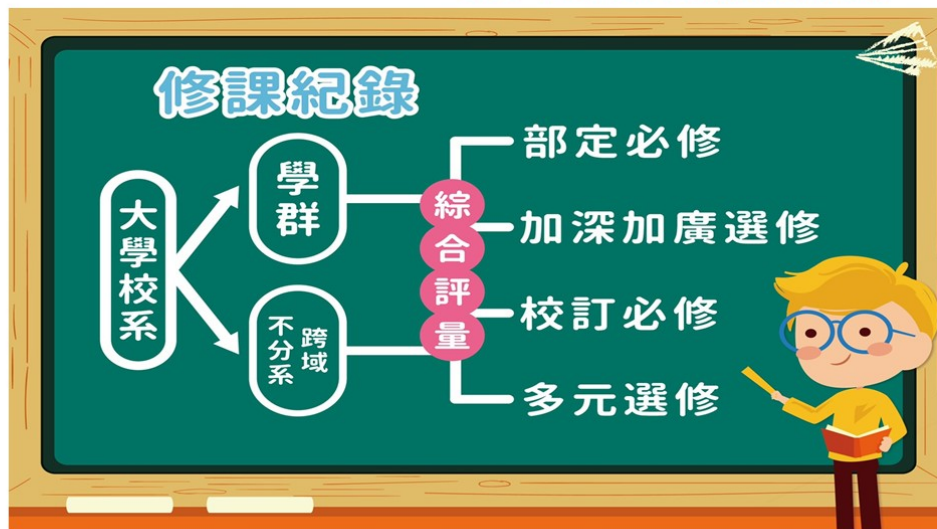 修課紀錄
大學校系
學群
跨域
不分系
綜合評量
部定必修
加深加廣選修
校訂必修
多元選修